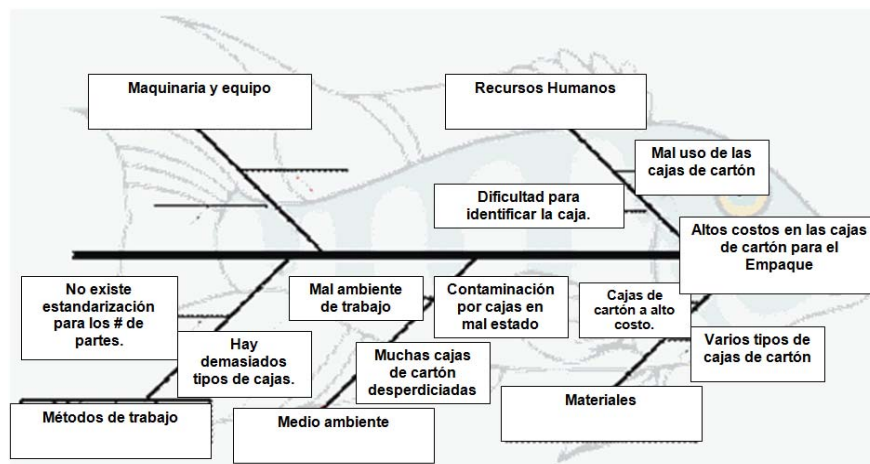 Maquinaria y equipo
Recursos Humanos
Mal uso de las
cajas de cartón
Dificultad para
identificar la caja.
Altos costos en las cajas
de cartón para el
Empaque
No existe
estandarización
para los # de
partes.
Hay
demasiados
tipos de cajas.
Mal ambiente
de trabajo
Contaminación
por cajas en
mal estado
Muchas cajas
de cartón
desperdiciadas
Cajas de
cartón a alto
costo.
Varios tipos de
cajas de cartón
Métodos de trabajo
Medio ambiente
Materiales